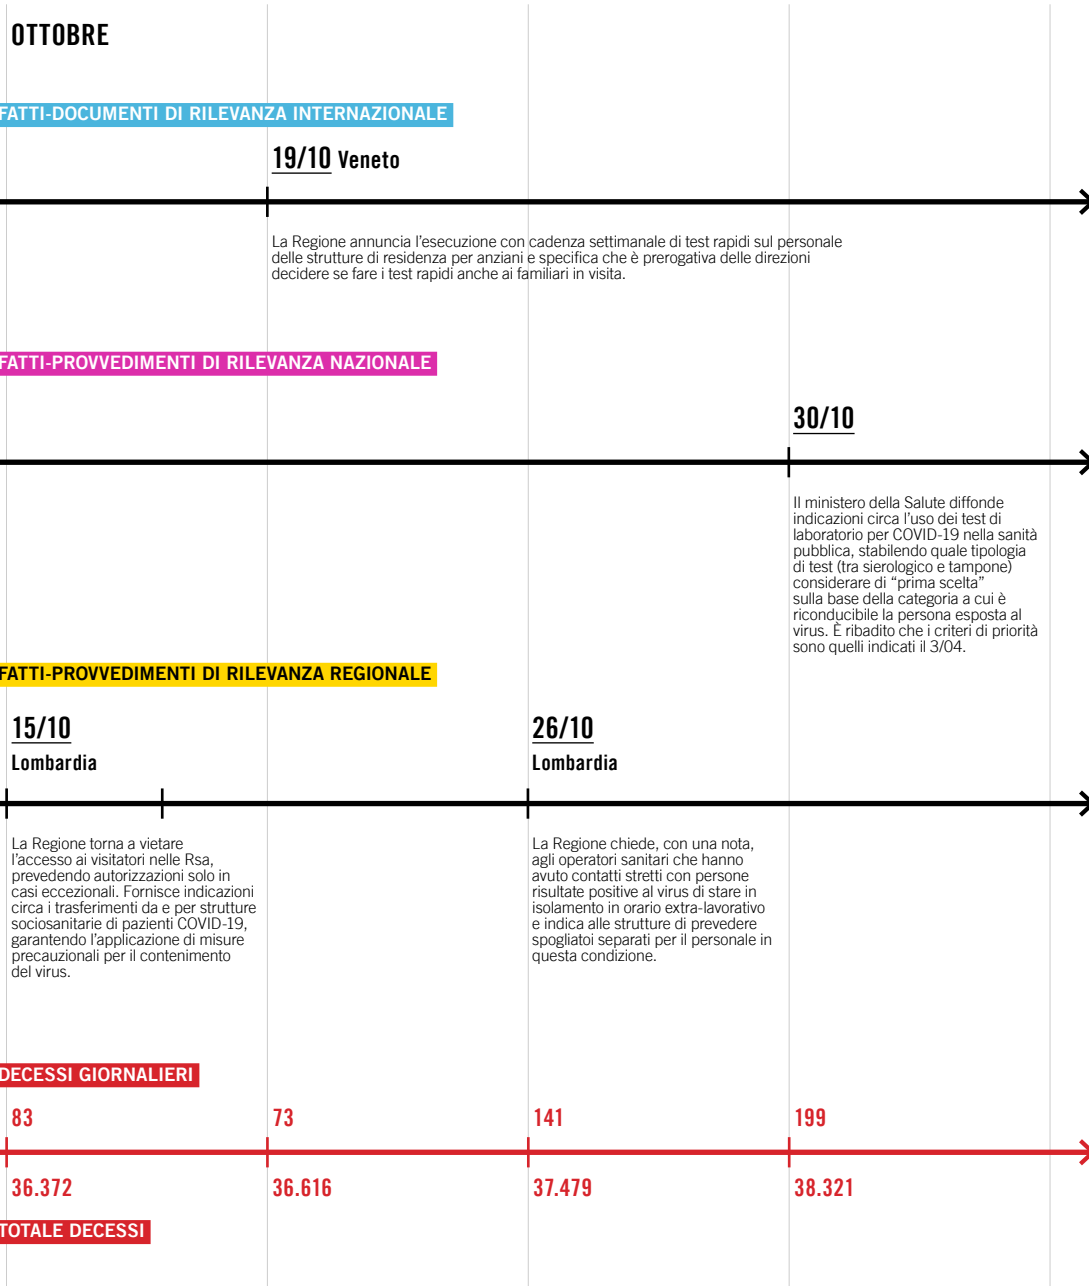 OTTOBRE
FATTI-DOCUMENTI DI RILEVANZA INTERNAZIONALE
19/10 Veneto
La Regione annuncia l'esecuzione con cadenza settimanale di test rapidi sul personale
delle strutture di residenza per anziani e specifica che è prerogativa delle direzioni
decidere se fare i test rapidi anche ai familiari in visita.
FATTI-PROVVEDIMENTI DI RILEVANZA NAZIONALE
30/10
Il ministero della Salute diffonde
indicazioni circa l'uso dei test di
laboratorio per COVID-19 nella sanità
pubblica, stabilendo quale tipologia
di test (tra sierologico e tampone)
considerare di “prima scelta”
sulla base della categoria a cui è
riconducibile la persona esposta al
virus. È ribadito che i criteri di priorità
sono quelli indicati il 3/04.
FATTI-PROVVEDIMENTI DI RILEVANZA REGIONALE
15/10
Lombardia
La Regione torna a vietare
l'accesso ai visitatori nelle Rsa,
prevedendo autorizzazioni solo in
casi eccezionali. Fornisce indicazioni
circa i trasferimenti da e per strutture
sociosanitarie di pazienti COVID-19,
garantendo l'applicazione di misure
precauzionali per il contenimento
del virus.
26/10
Lombardia
La Regione chiede, con una nota,
agli operatori sanitari che hanno
avuto contatti stretti con persone
risultate positive al virus di stare in
isolamento in orario extra-lavorativo
e indica alle strutture di prevedere
spogliatoi separati per il personale in
questa condizione.
DECESSI GIORNALIERI
83 73 141 199
36.372 36.616 37.479 38.321
TOTALE DECESSI